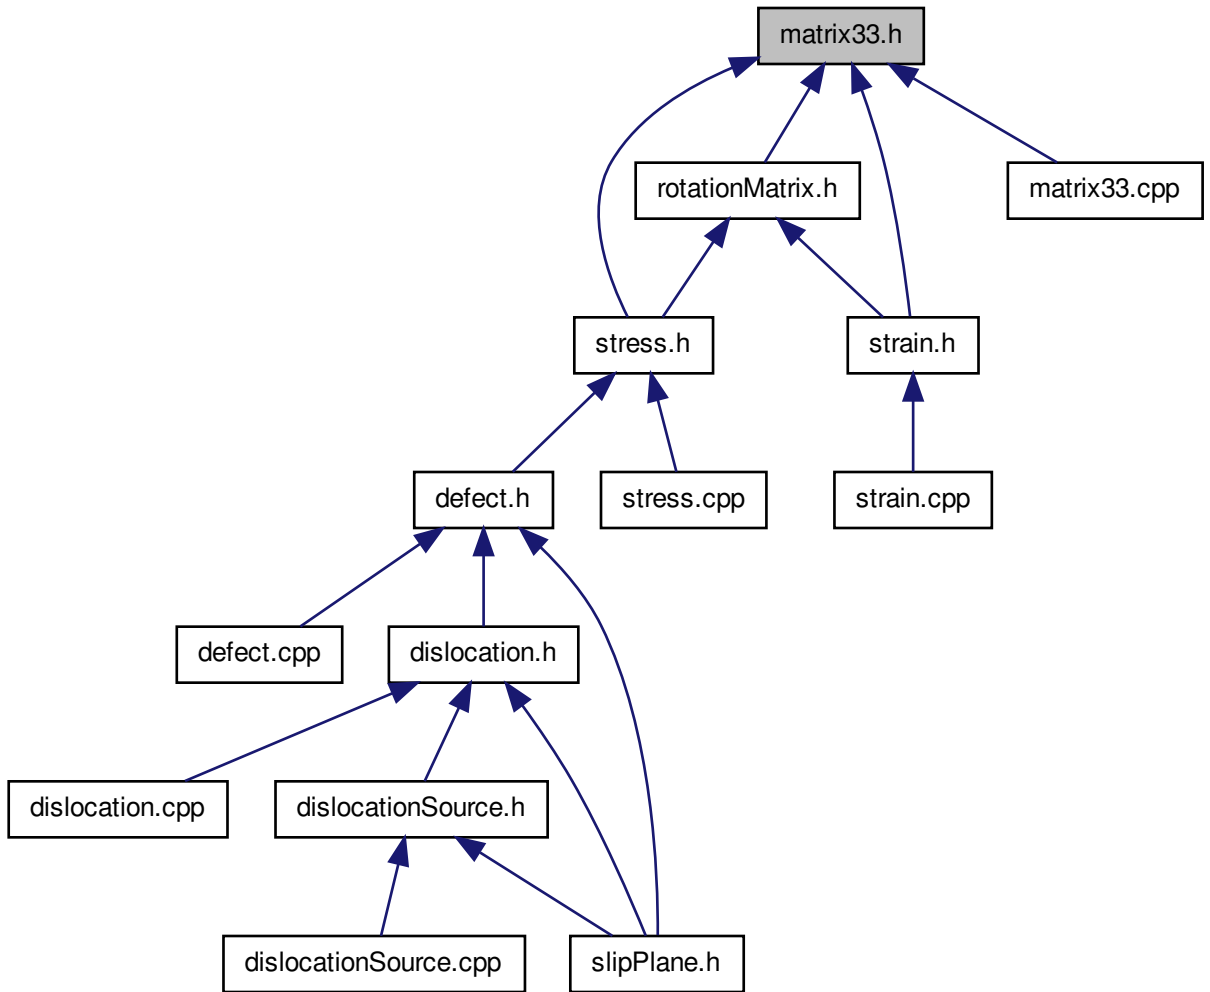 matrix33.h
rotationMatrix.h
matrix33.cpp
stress.h
strain.h
defect.h
stress.cpp
strain.cpp
defect.cpp
dislocation.h
dislocation.cpp
dislocationSource.h
dislocationSource.cpp
slipPlane.h